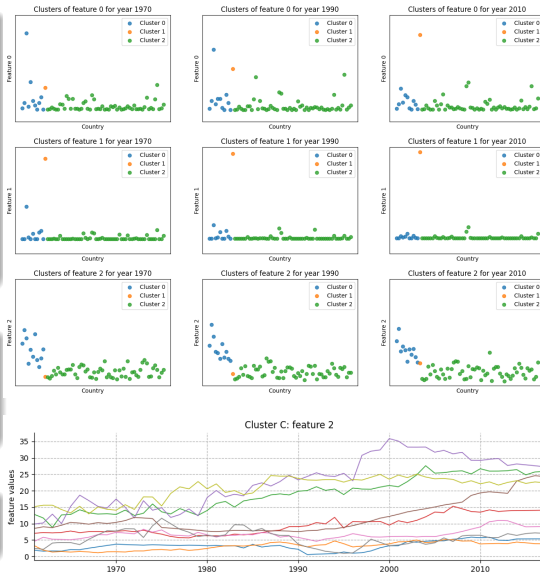 Clusters of feature 0 for year 1970
Clusters of feature 0 for year 1990
Clusters of feature 0 for year 2010
Feature 0
Cluster 0
Cluster 1
Cluster 2
Country
Feature 0
Cluster 0
Cluster 1
Cluster 2
Country
Feature 0
Cluster 0
Cluster 1
Cluster 2
Country
Clusters of feature 1 for year 1970
Clusters of feature 1 for year 1990
Clusters of feature 1 for year 2010
Feature 1
Cluster 0
Cluster 1
Cluster 2
Country
Feature 1
Cluster 0
Cluster 1
Cluster 2
Country
Feature 1
Cluster 0
Cluster 1
Cluster 2
Country
Clusters of feature 2 for year 1970
Clusters of feature 2 for year 1990
Clusters of feature 2 for year 2010
Feature 2
Cluster 0
Cluster 1
Cluster 2
Country
Feature 2
Cluster 0
Cluster 1
Cluster 2
Country
Feature 2
Cluster 0
Cluster 1
Cluster 2
Country
Cluster C: feature 2
feature values
35
30
25
20
15
10
5
0
1970
1980
1990
2000
2010